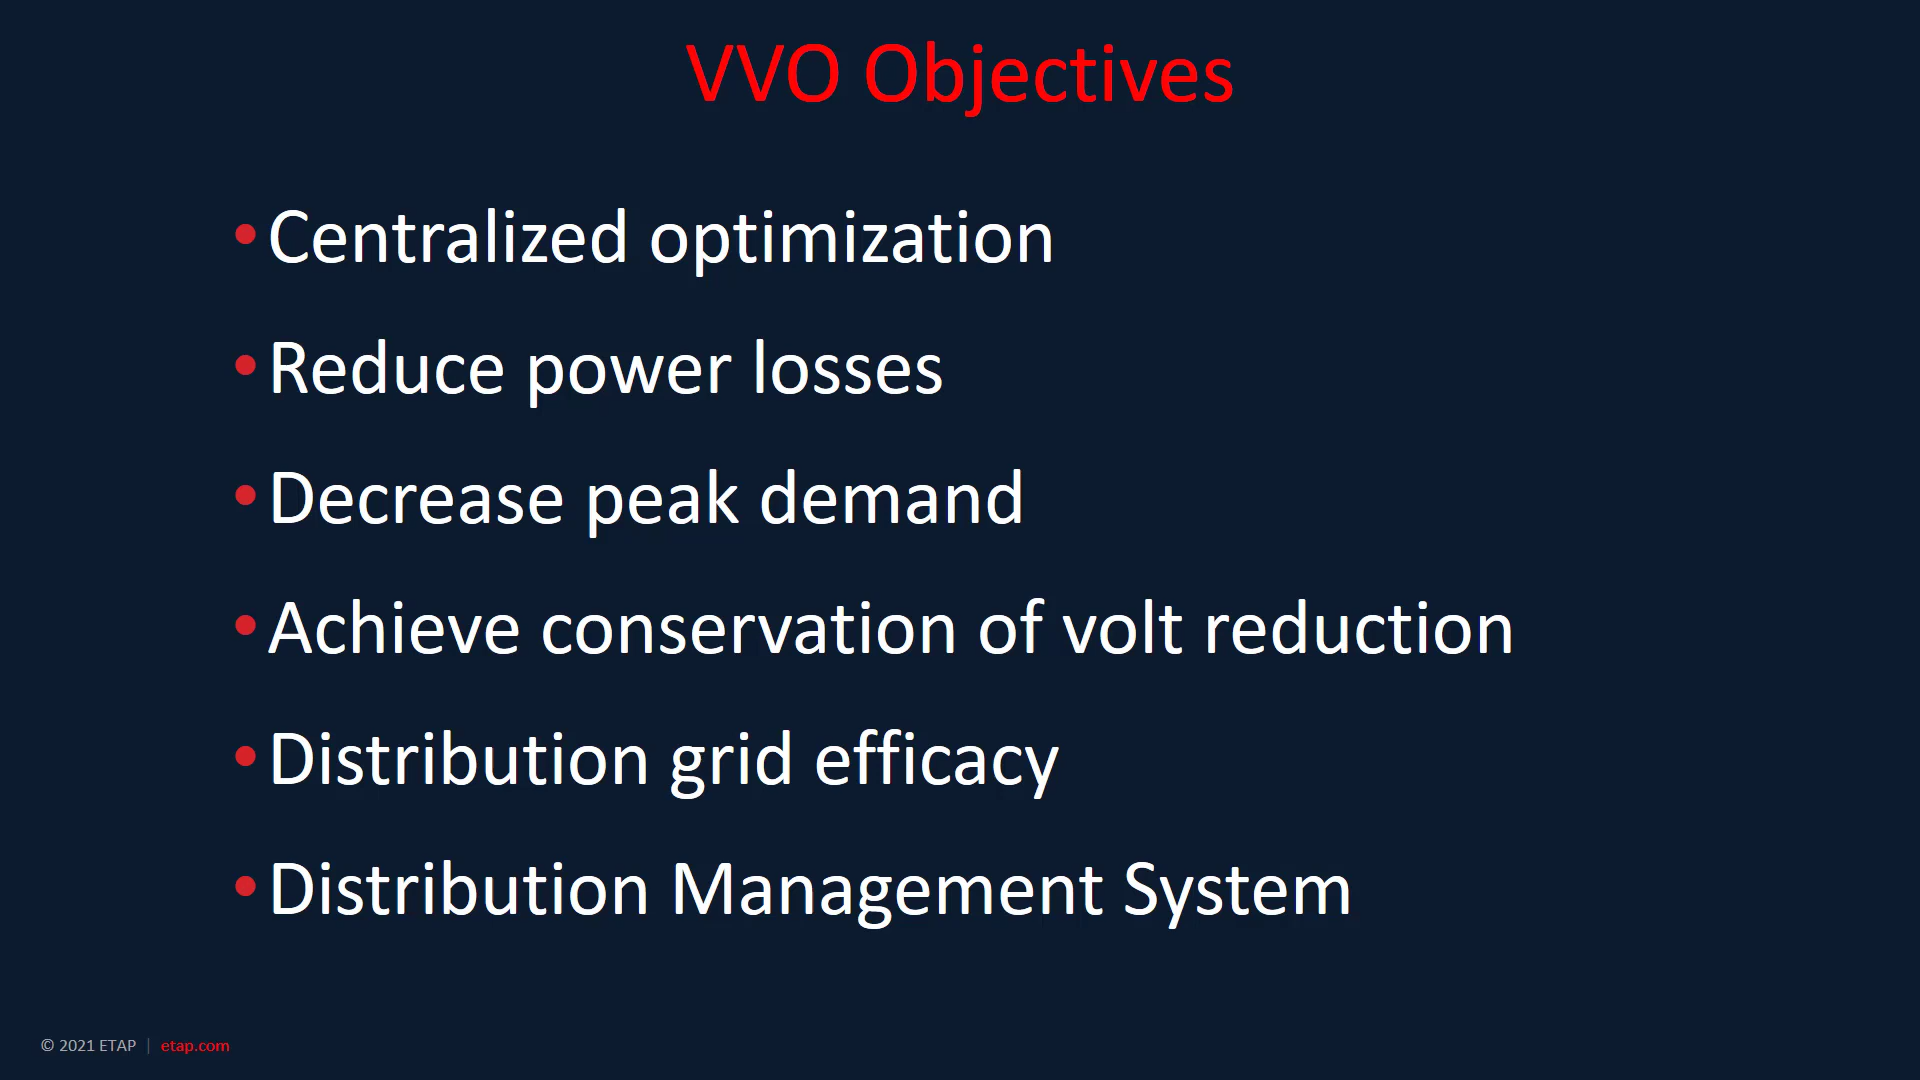 VVO Objectives
• Centralized optimization
• Reduce power losses
• Decrease peak demand
• Achieve conservation of volt reduction
• Distribution grid efficacy
• Distribution Management System
© 2021 ETAP | etap.com